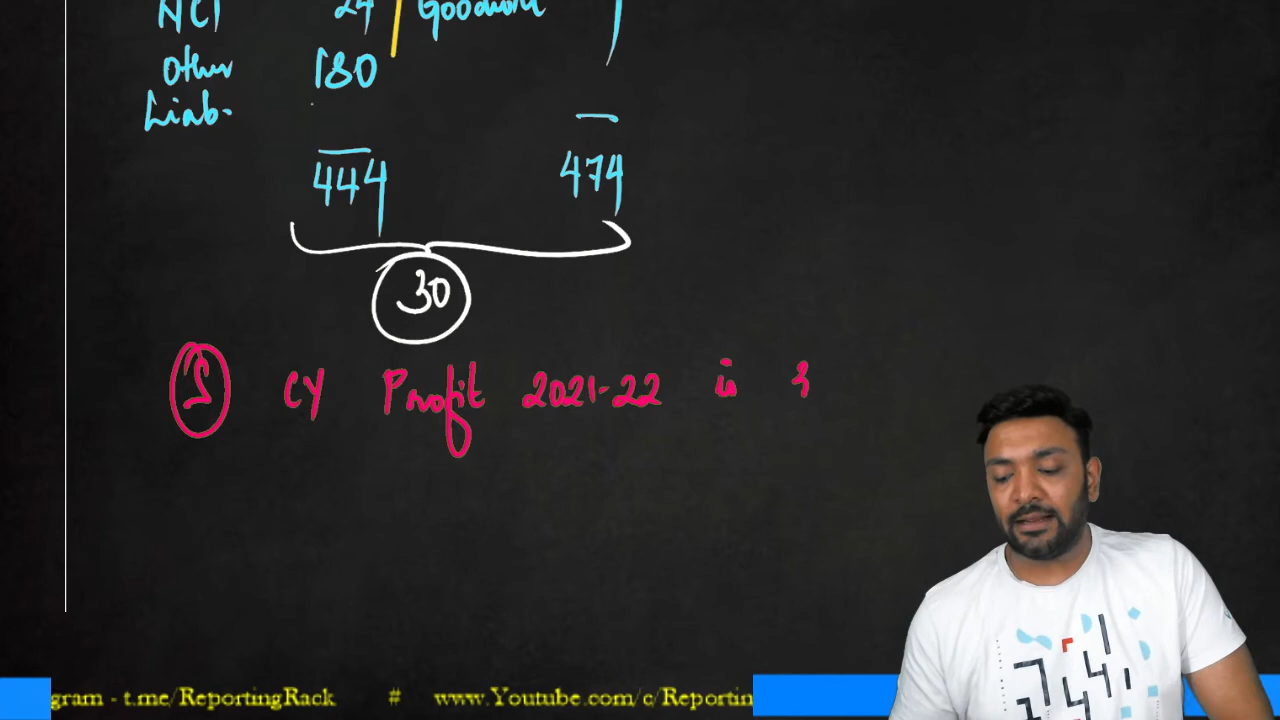 NCI 24 Goodwill
Other 180
Liab.
444 474
30
CY Profit 2021-22 is
gram - t.me/ReportingRack # www.Youtube.com/c/Reportin